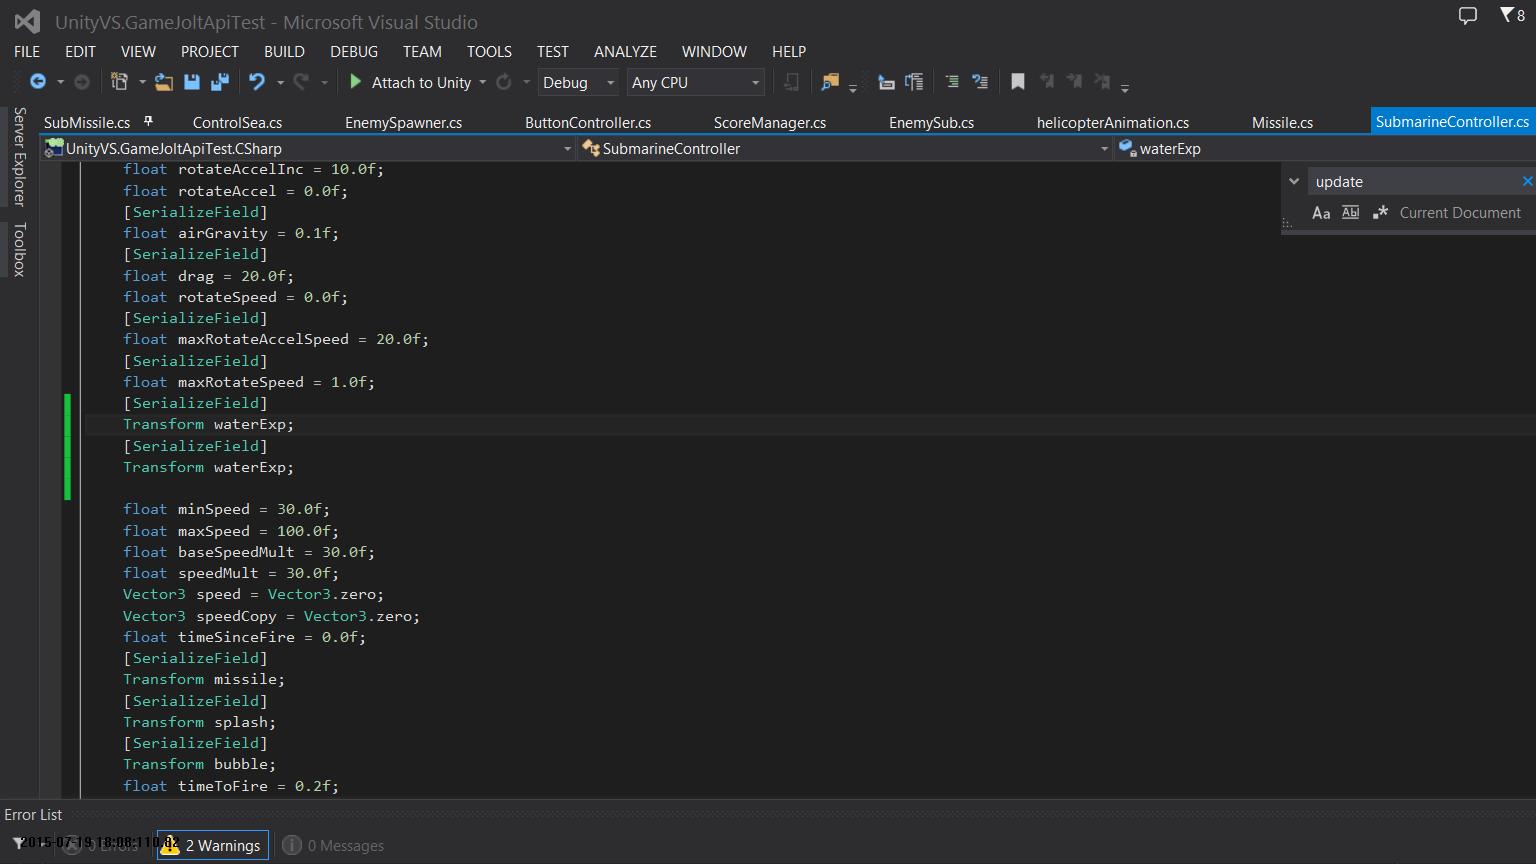 UnityVS.GameJoltApiTest - Microsoft Visual Studio
8
FILE EDIT VIEW PROJECT BUILD DEBUG TEAM TOOLS TEST ANALYZE WINDOW HELP
Attach to Unity Debug Any CPU
Server Explorer
Toolbox
SubMissile.cs ControlSea.cs EnemySpawner.cs ButtonController.cs ScoreManager.cs EnemySub.cs helicopterAnimation.cs Missile.cs SubmarineController.cs
UnityVS.GameJoltApiTest.CSharp SubmarineController waterExp
update
Aa Abl .* Current Document
float rotateAccelInc = 10.0f;
float rotateAccel = 0.0f;
[SerializeField]
float airGravity = 0.1f;
[SerializeField]
float drag = 20.0f;
float rotateSpeed = 0.0f;
[SerializeField]
float maxRotateAccelSpeed = 20.0f;
[SerializeField]
float maxRotateSpeed = 1.0f;
[SerializeField]
Transform waterExp;
[SerializeField]
Transform waterExp;
float minSpeed = 30.0f;
float maxSpeed = 100.0f;
float baseSpeedMult = 30.0f;
float speedMult = 30.0f;
Vector3 speed = Vector3.zero;
Vector3 speedCopy = Vector3.zero;
float timeSinceFire = 0.0f;
[SerializeField]
Transform missile;
[SerializeField]
Transform splash;
[SerializeField]
Transform bubble;
float timeToFire = 0.2f;
Error List
0 Errors 2 Warnings 0 Messages